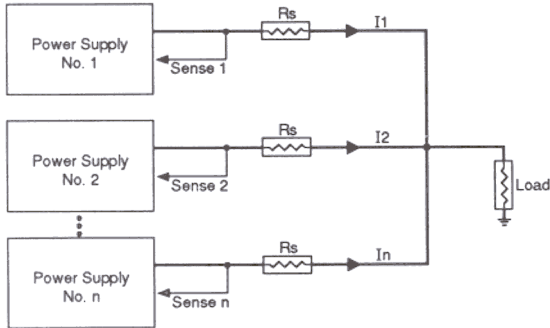 Rs
I1
Power Supply
No. 1
Sense 1
Rs
I2
Power Supply
No. 2
Sense 2
Load
Rs
In
Power Supply
No. n
Sense n